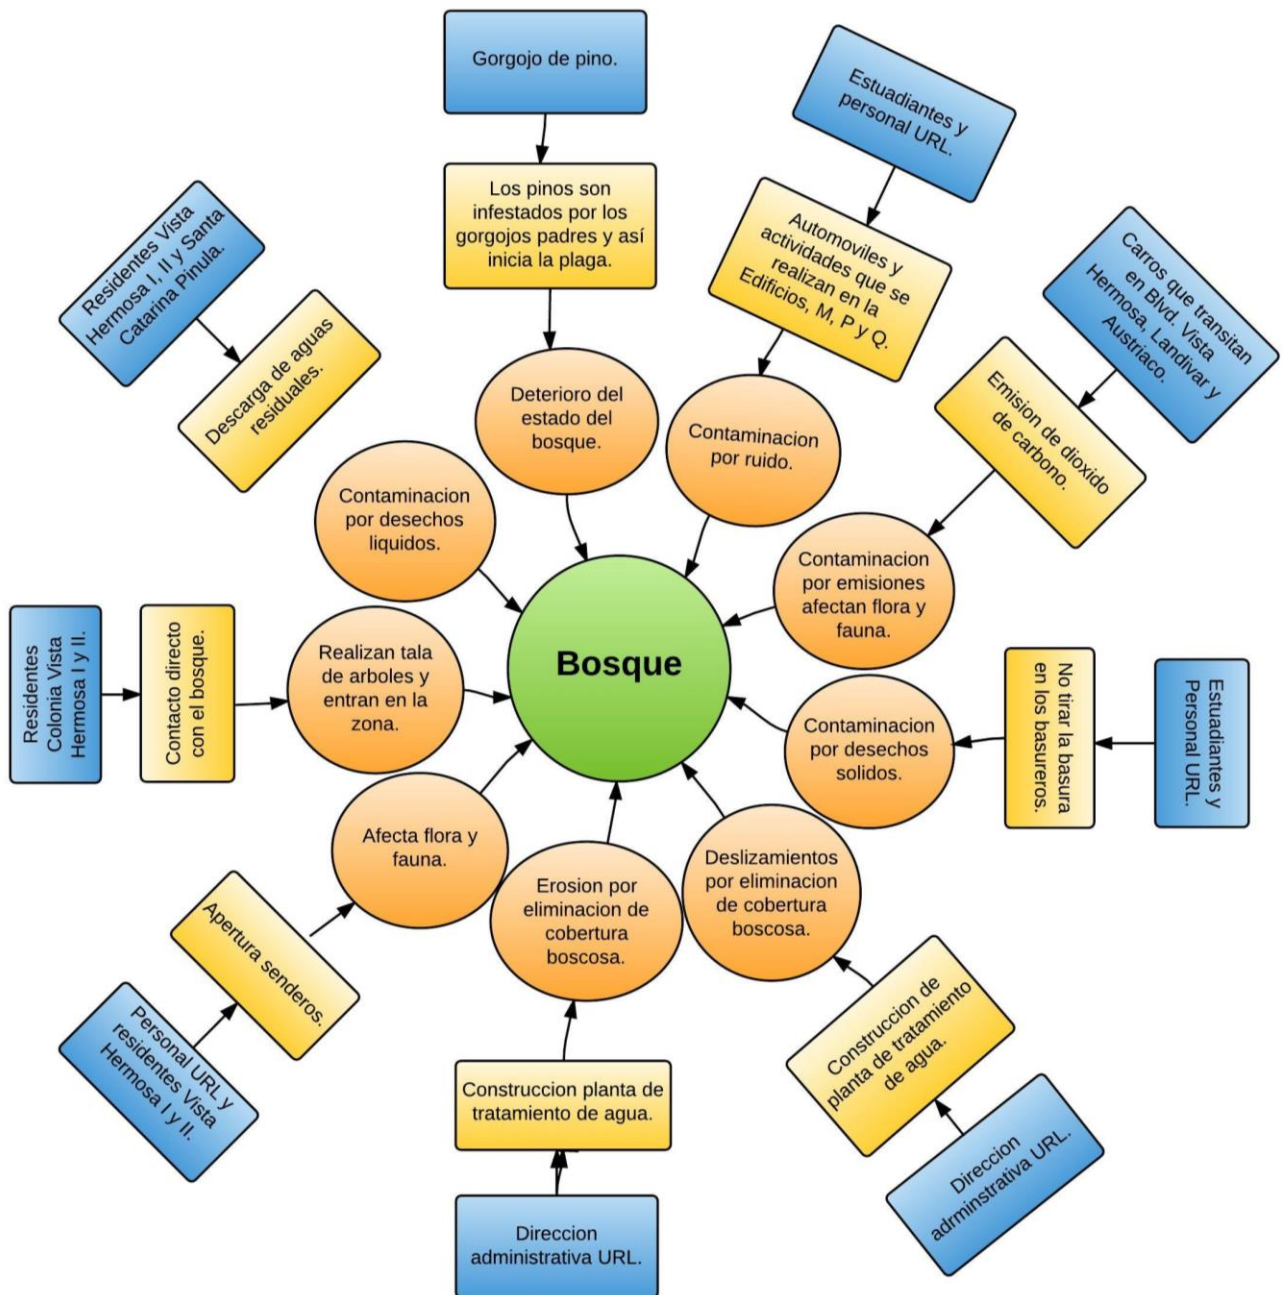 Gorgojo de pino.
Los pinos son
infestados por los
gorgojos padres y así
inicia la plaga.
Deterioro del
estado del
bosque.
Estuadiantes y
personal URL.
Automoviles y
actividades que se
realizan en la
Edificios, M, P y Q.
Contaminacion
por ruido.
Carros que transitan
en Blvd. Vista
Hermosa, Landivar y
Austriaco.
Emision de dioxido
de carbono.
Contaminacion
por emisiones
afectan flora y
fauna.
Estuadiantes y
Personal URL.
No tirar la basura
en los basureros.
Contaminacion
por desechos
solidos.
Direccion
adrminstrativa URL.
Construccion de
planta de tratamiento
de agua.
Deslizamientos
por eliminacion
de cobertura
boscosa.
Direccion
administrativa URL.
Construccion planta de
tratamiento de agua.
Erosion por
eliminacion de
cobertura
boscosa.
Personal URL y
residentes Vista
Hermosa I y II.
Apertura senderos.
Afecta flora y
fauna.
Residentes
Colonia Vista
Hermosa I y II.
Contacto directo
con el bosque.
Realizan tala
de arboles y
entran en la
zona.
Residentes Vista
Hermosa I, II y Santa
Catarina Pinula.
Descarga de aguas
residuales.
Contaminacion
por desechos
liquidos.
Bosque